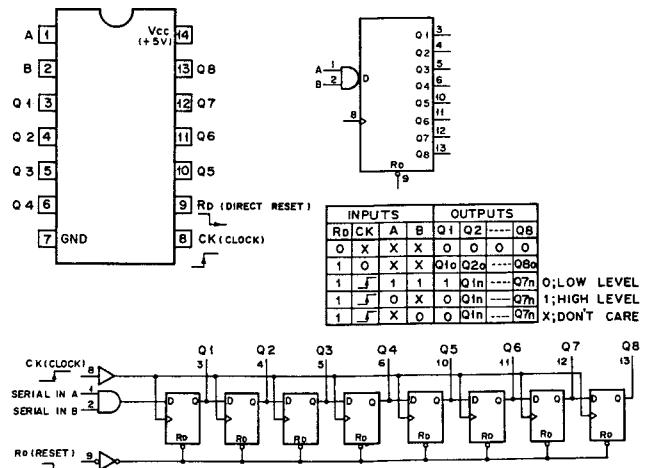 A 1 Vcc (+5V) 14
B 2 13 Q8
Q1 3 12 Q7
Q2 4 11 Q6
Q3 5 10 Q5
Q4 6 9 RD (DIRECT RESET)
7 GND 8 CK(CLOCK)
A 1
B 2
D
8
Q1 3
Q2 4
Q3 5
Q4 6
Q5 10
Q6 11
Q7 12
Q8 13
RD
9
INPUTS OUTPUTS
RD CK A B Q1 Q2 ---- Q8
0 X X X 0 0 0 0
1 0 X X Q10 Q20 ---- Q80
1 1 1 1 Q1n ---- Q7n 0;LOW LEVEL
1 0 X 0 Q1n ---- Q7n 1;HIGH LEVEL
1 X 0 0 Q1n ---- Q7n X;DON'T CARE
Q1 Q2 Q3 Q4 Q5 Q6 Q7 Q8
CK(CLOCK) 8 3 4 5 6 10 11 12 13
SERIAL IN A 1
SERIAL IN B 2
D Q D Q D Q D Q D Q D Q D Q D Q
RD RD RD RD RD RD RD RD
RD (RESET) 9